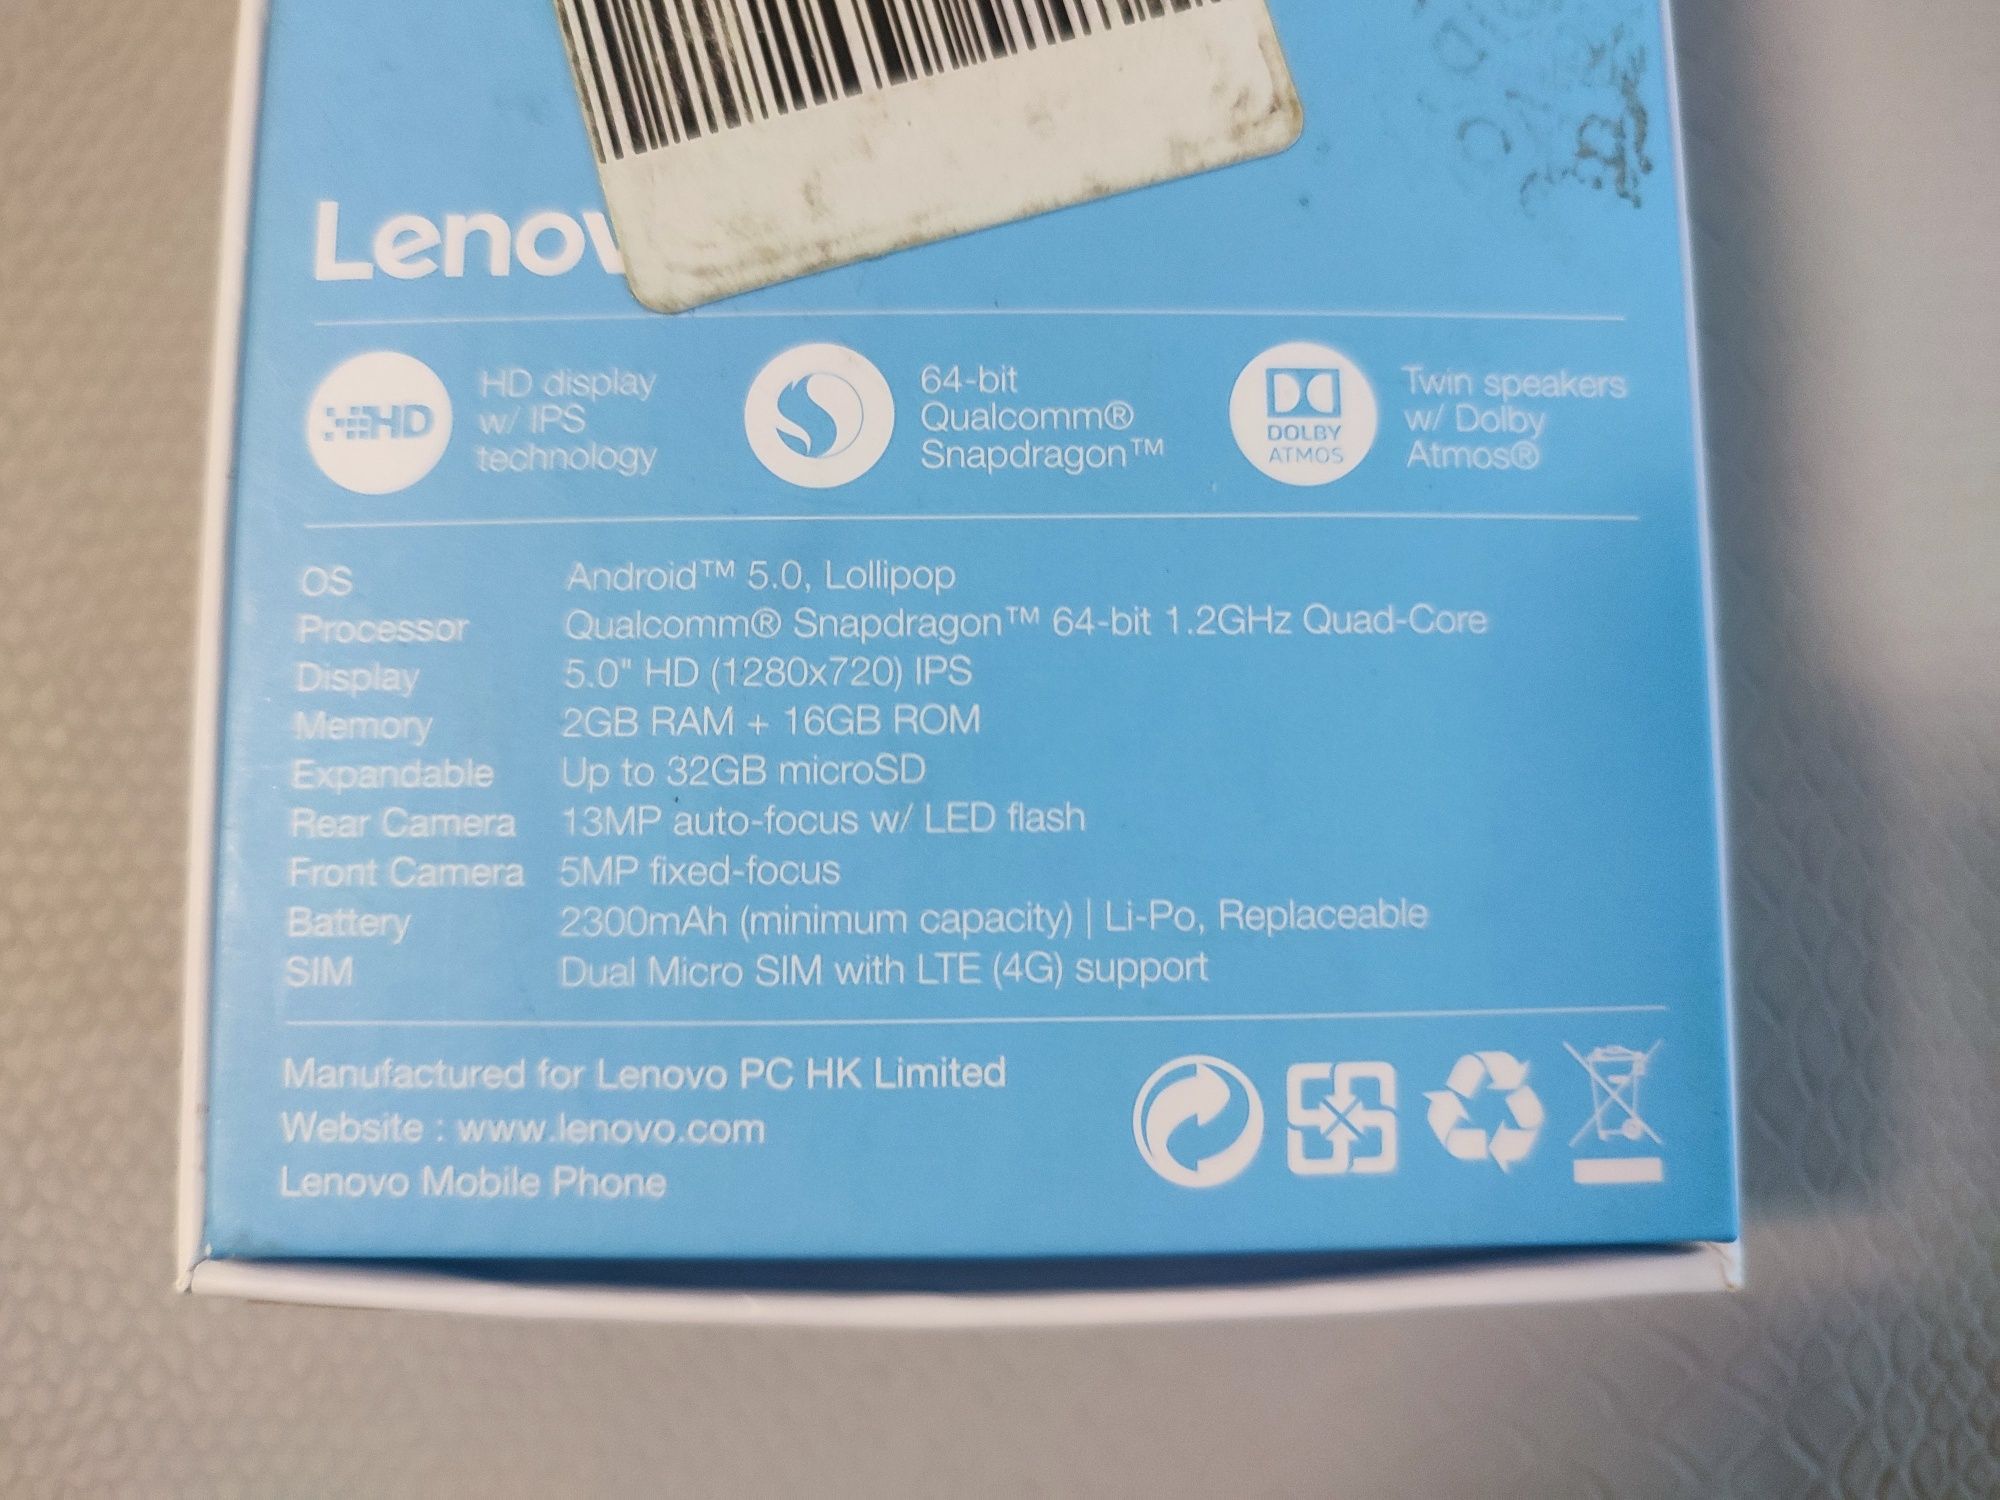 Lenov
HD
HD display
w/ IPS
technology
64-bit
Qualcomm®
Snapdragon™
DOLBY
ATMOS
Twin speakers
w/ Dolby
Atmos®
OS Android™ 5.0, Lollipop
Processor Qualcomm® Snapdragon™ 64-bit 1.2GHz Quad-Core
Display 5.0" HD (1280x720) IPS
Memory 2GB RAM + 16GB ROM
Expandable Up to 32GB microSD
Rear Camera 13MP auto-focus w/ LED flash
Front Camera 5MP fixed-focus
Battery 2300mAh (minimum capacity) | Li-Po, Replaceable
SIM Dual Micro SIM with LTE (4G) support
Manufactured for Lenovo PC HK Limited
Website : www.lenovo.com
Lenovo Mobile Phone